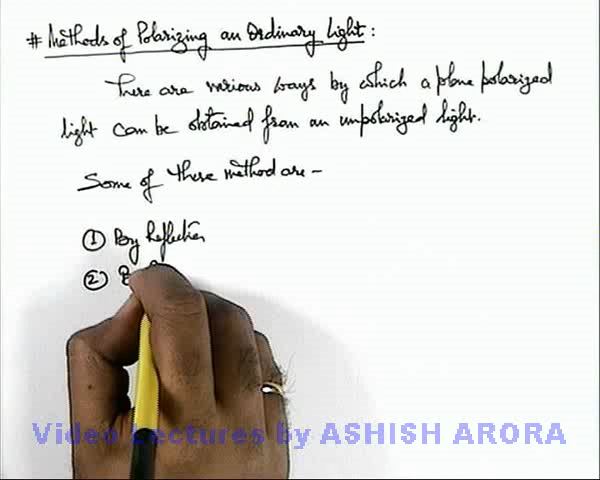 # Methods of Polarizing an Ordinary Light :
There are various ways by which a plane polarized
light can be obtained from an unpolarized light.
Some of these method are –
① By Reflection
②
Video Lectures by ASHISH ARORA